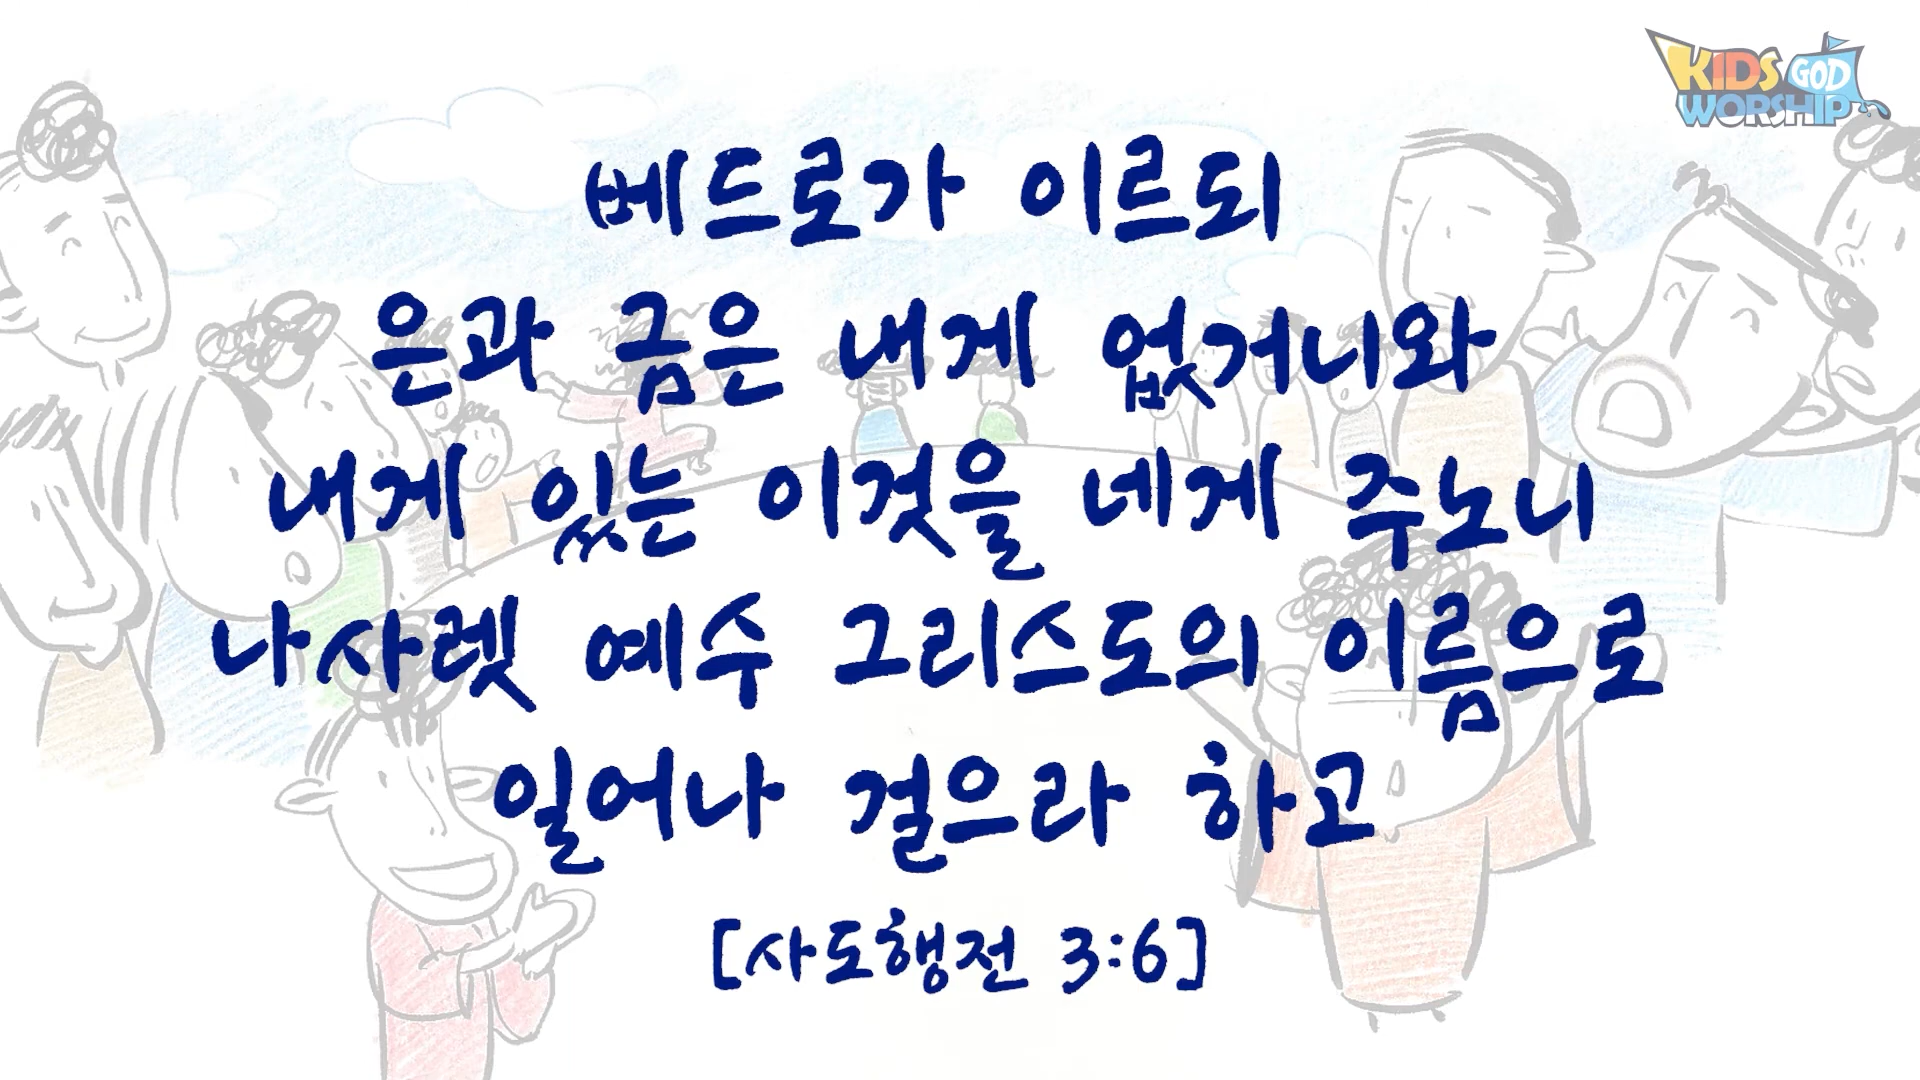 KIDS GOD
WORSHIP
베드로가 이르되
은과 금은 내게 없거니와
내게 있는 이것을 네게 주노니
나사렛 예수 그리스도의 이름으로
일어나 걸으라 하고
[사도행전 3:6]